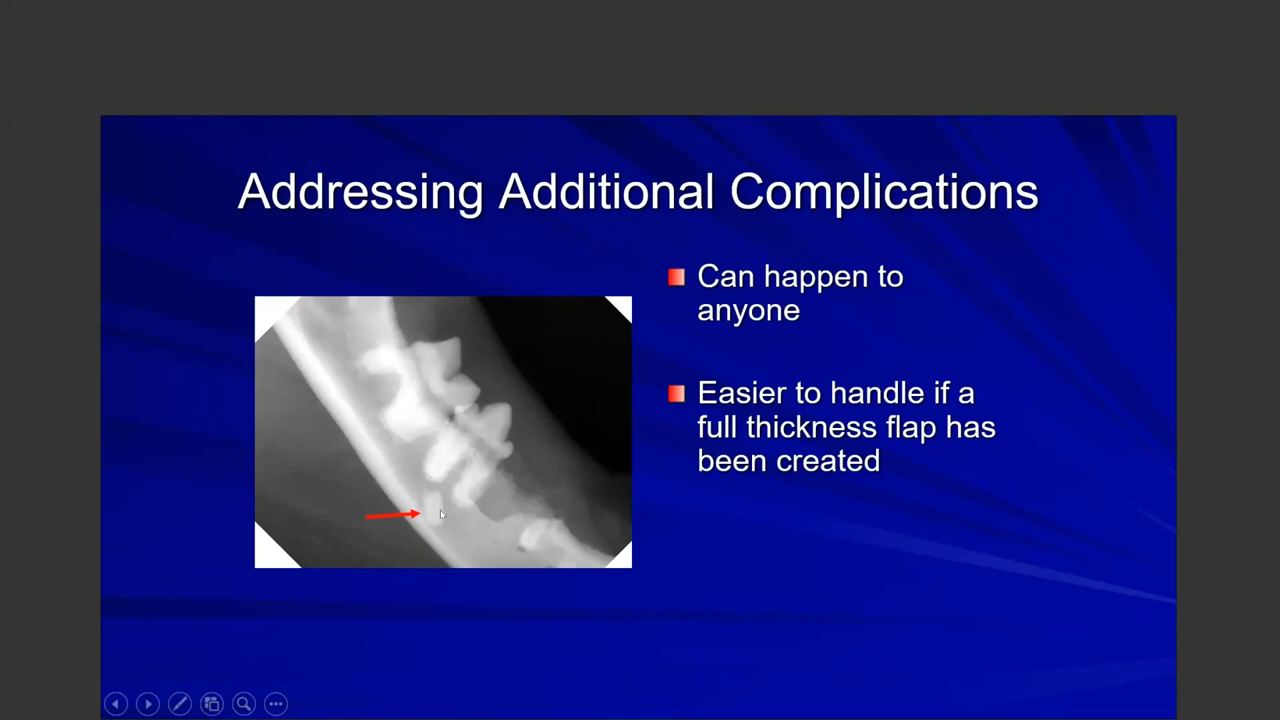 Addressing Additional Complications
Can happen to
anyone
Easier to handle if a
full thickness flap has
been created